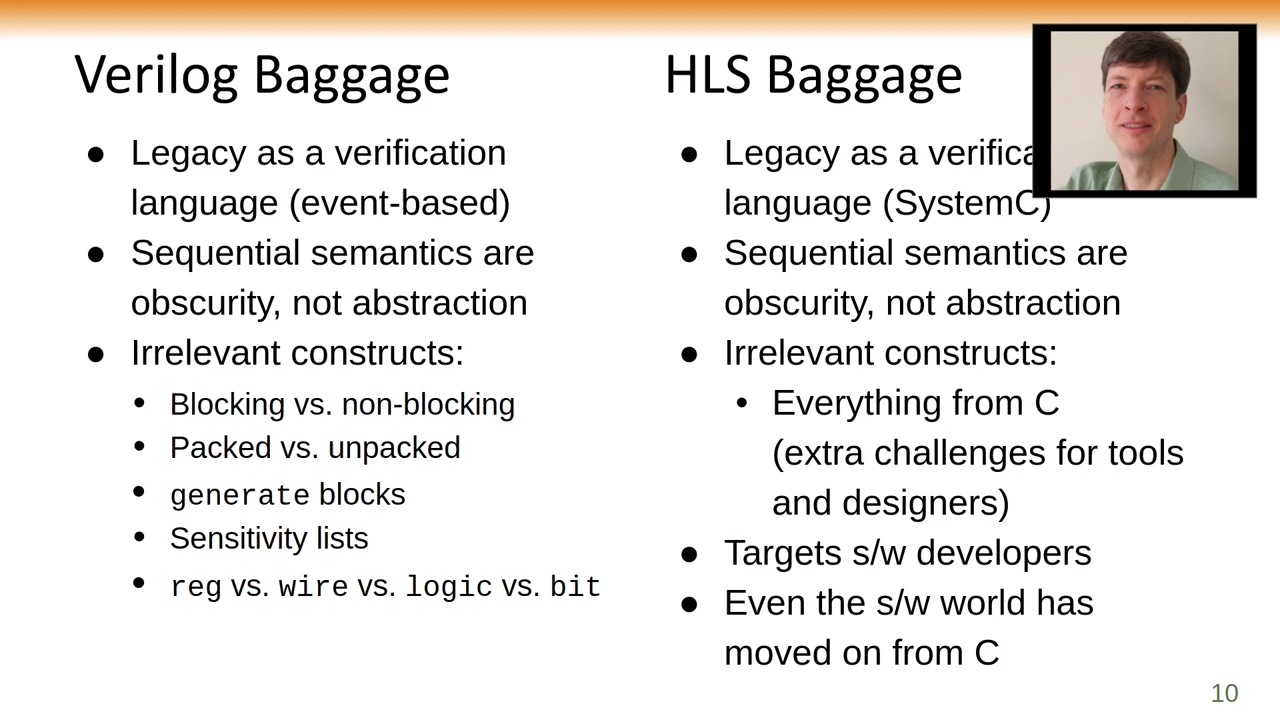 Verilog Baggage
Legacy as a verification
language (event-based)
Sequential semantics are
obscurity, not abstraction
Irrelevant constructs:
Blocking vs. non-blocking
Packed vs. unpacked
generate blocks
Sensitivity lists
reg vs. wire vs. logic vs. bit
HLS Baggage
Legacy as a
language (SystemC)
Sequential semantics are
obscurity, not abstraction
Irrelevant constructs:
Everything from C
(extra challenges for tools
and designers)
Targets s/w developers
Even the s/w world has
moved on from C
10